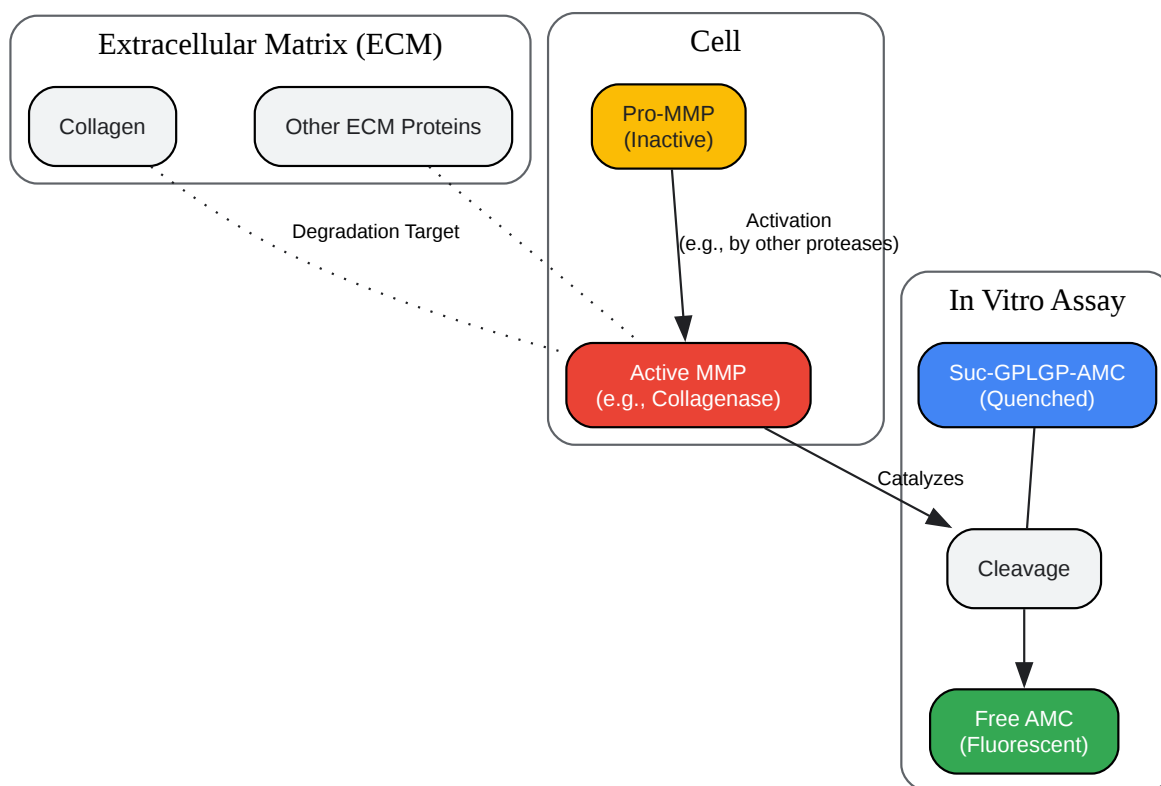 Extracellular Matrix (ECM)
Collagen
Other ECM Proteins
Degradation Target
Cell
Pro-MMP
(Inactive)
Activation
(e.g., by other proteases)
Active MMP
(e.g., Collagenase)
Catalyzes
In Vitro Assay
Suc-GPLGP-AMC
(Quenched)
Cleavage
Free AMC
(Fluorescent)